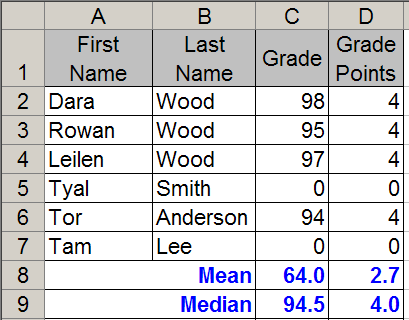 A B C D
1 First Name Last Name Grade Grade Points
2 Dara Wood 98 4
3 Rowan Wood 95 4
4 Leilen Wood 97 4
5 Tyal Smith 0 0
6 Tor Anderson 94 4
7 Tam Lee 0 0
8 Mean 64.0 2.7
9 Median 94.5 4.0